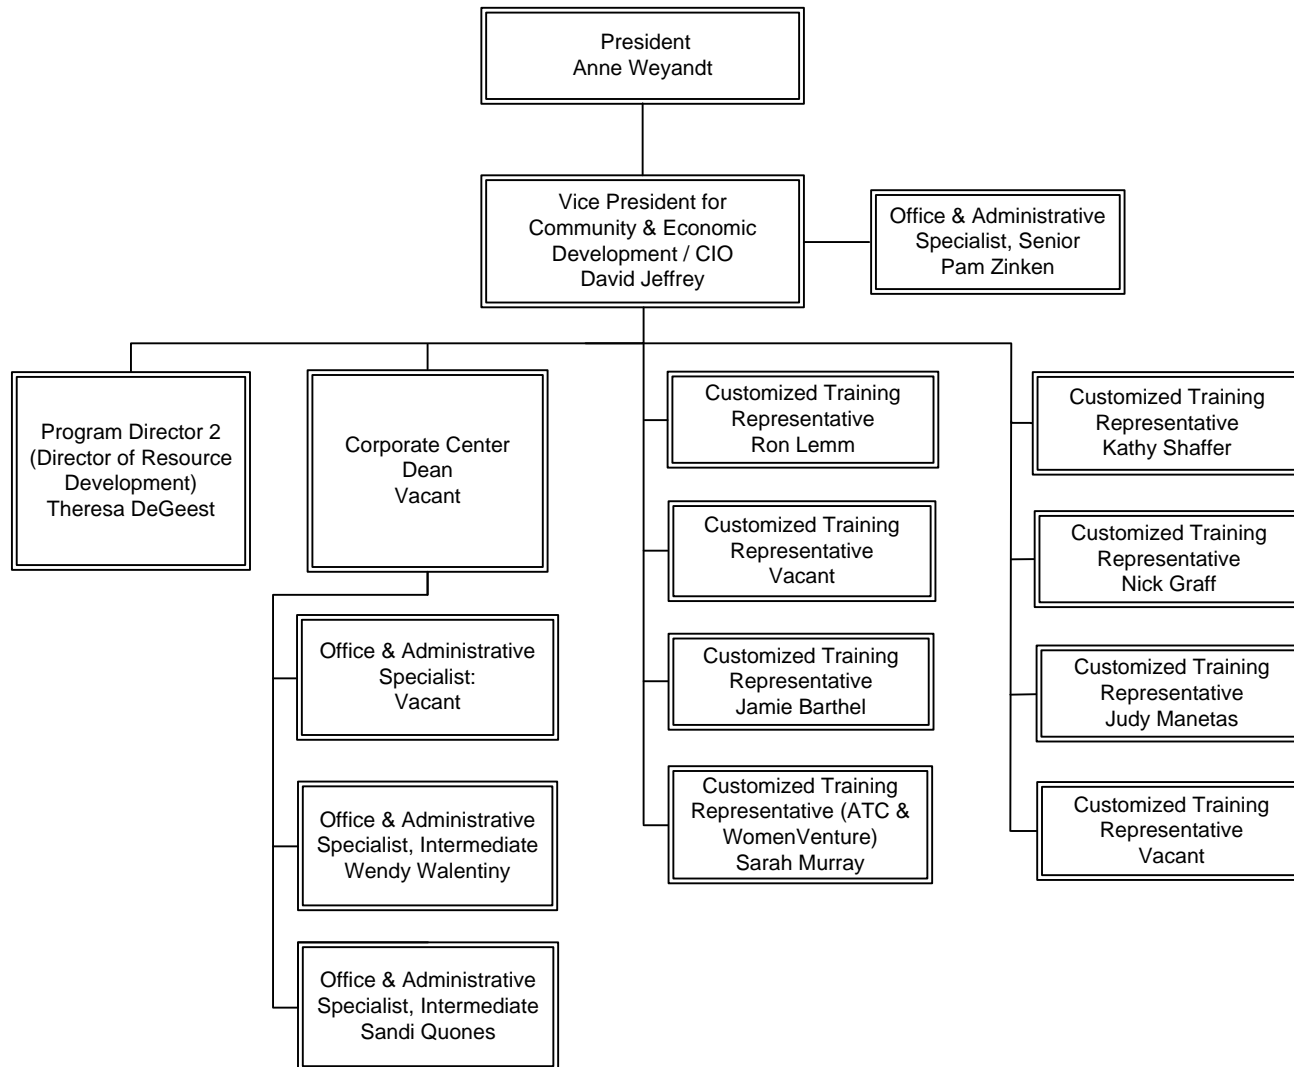 President
Anne Weyandt
Vice President for
Community & Economic
Development / CIO
David Jeffrey
Office & Administrative
Specialist, Senior
Pam Zinken
Program Director 2
(Director of Resource
Development)
Theresa DeGeest
Corporate Center
Dean
Vacant
Office & Administrative
Specialist:
Vacant
Office & Administrative
Specialist, Intermediate
Wendy Walentiny
Office & Administrative
Specialist, Intermediate
Sandi Quones
Customized Training
Representative
Ron Lemm
Customized Training
Representative
Vacant
Customized Training
Representative
Jamie Barthel
Customized Training
Representative (ATC &
WomenVenture)
Sarah Murray
Customized Training
Representative
Kathy Shaffer
Customized Training
Representative
Nick Graff
Customized Training
Representative
Judy Manetas
Customized Training
Representative
Vacant